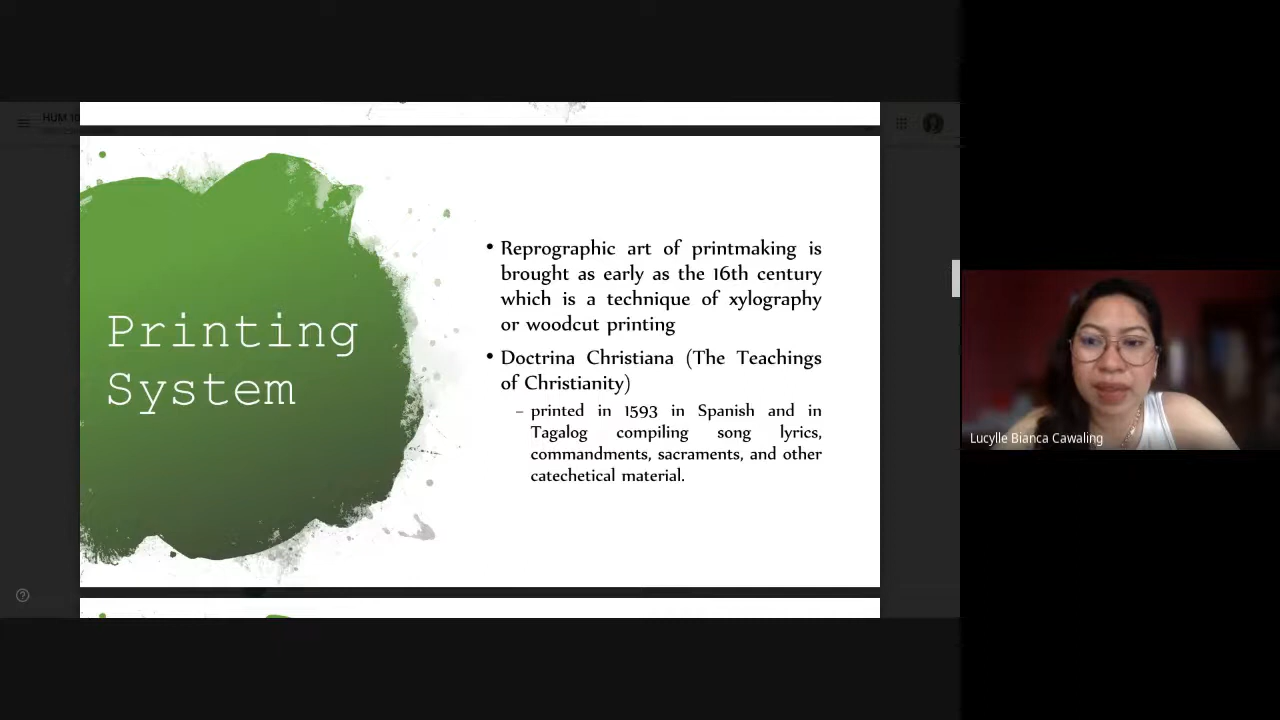 HUM 10
Printing
System
• Reprographic art of printmaking is
brought as early as the 16th century
which is a technique of xylography
or woodcut printing
• Doctrina Christiana (The Teachings
of Christianity)
– printed in 1593 in Spanish and in
Tagalog compiling song lyrics,
commandments, sacraments, and other
catechetical material.
Lucylle Bianca Cawaling